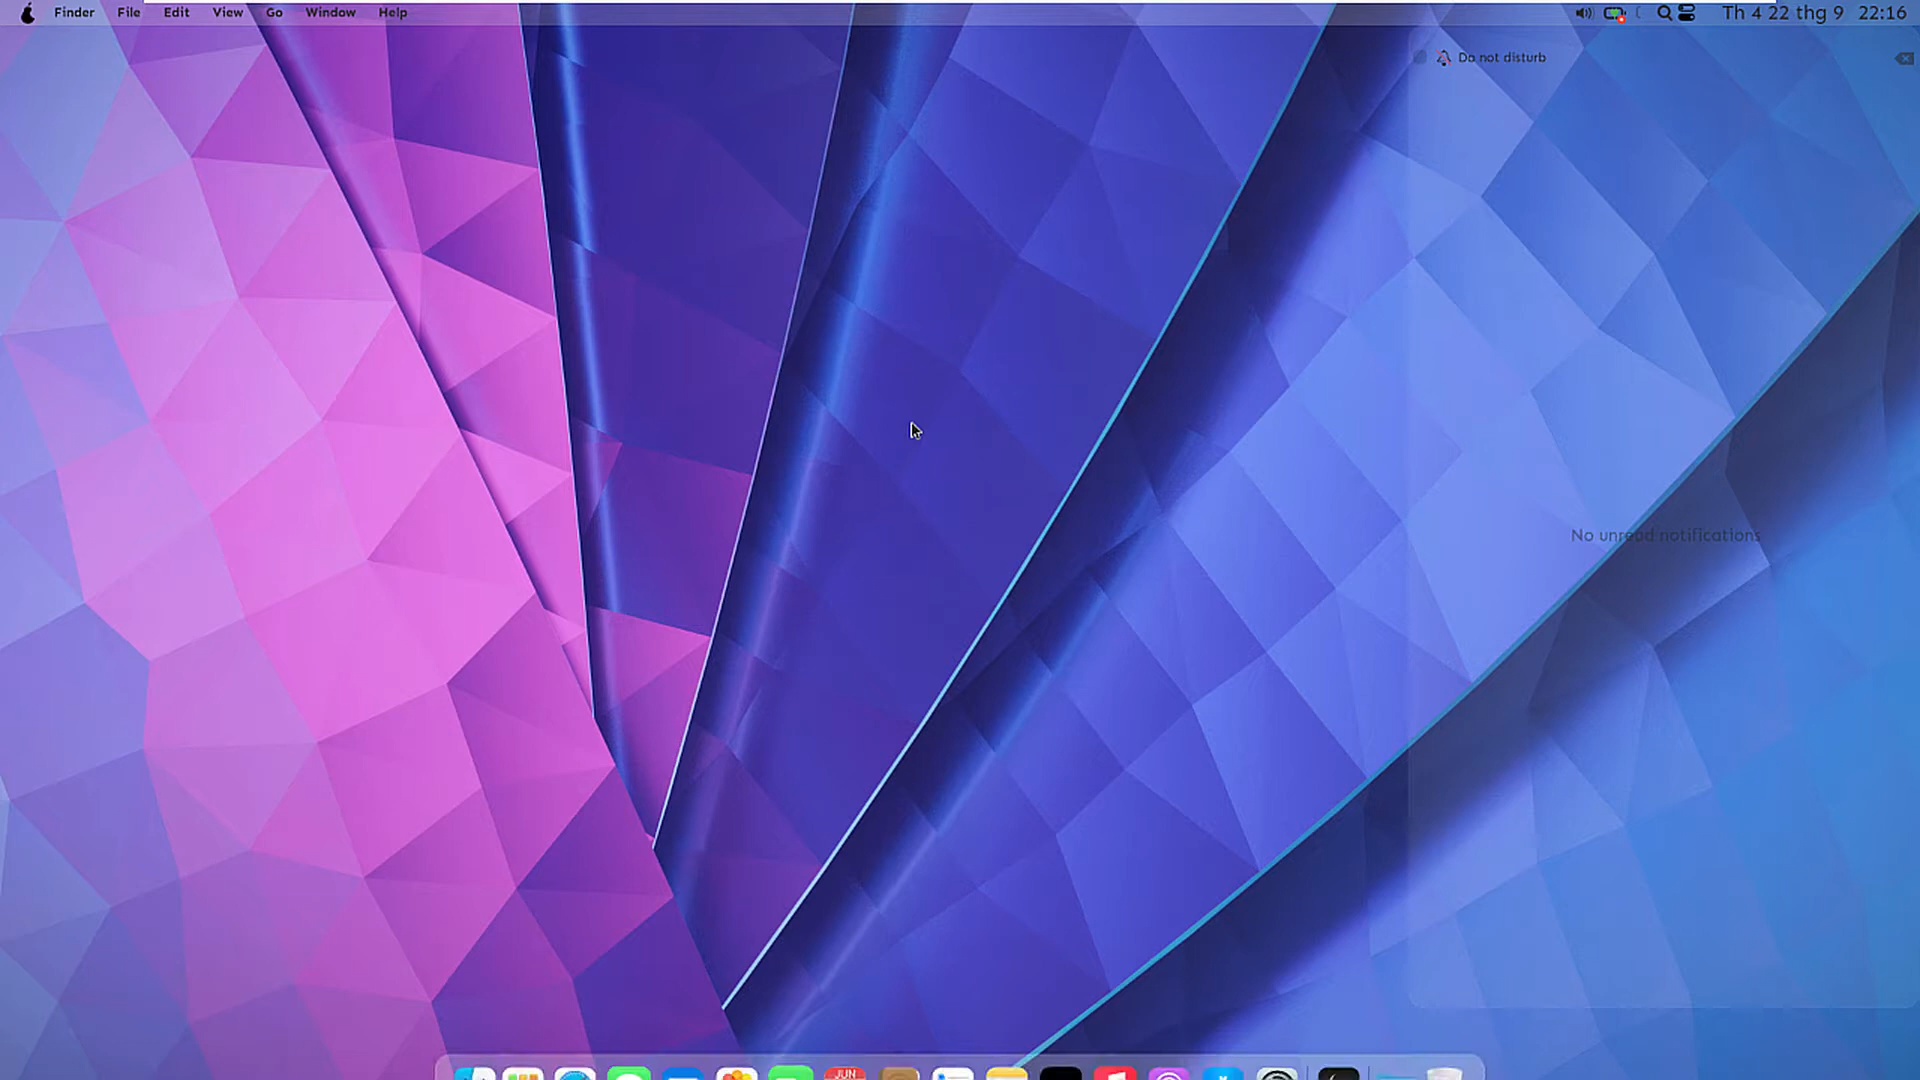 Finder File Edit View Go Window Help
Th 4 22 thg 9 22:16
Do not disturb
No unread notifications
JUN